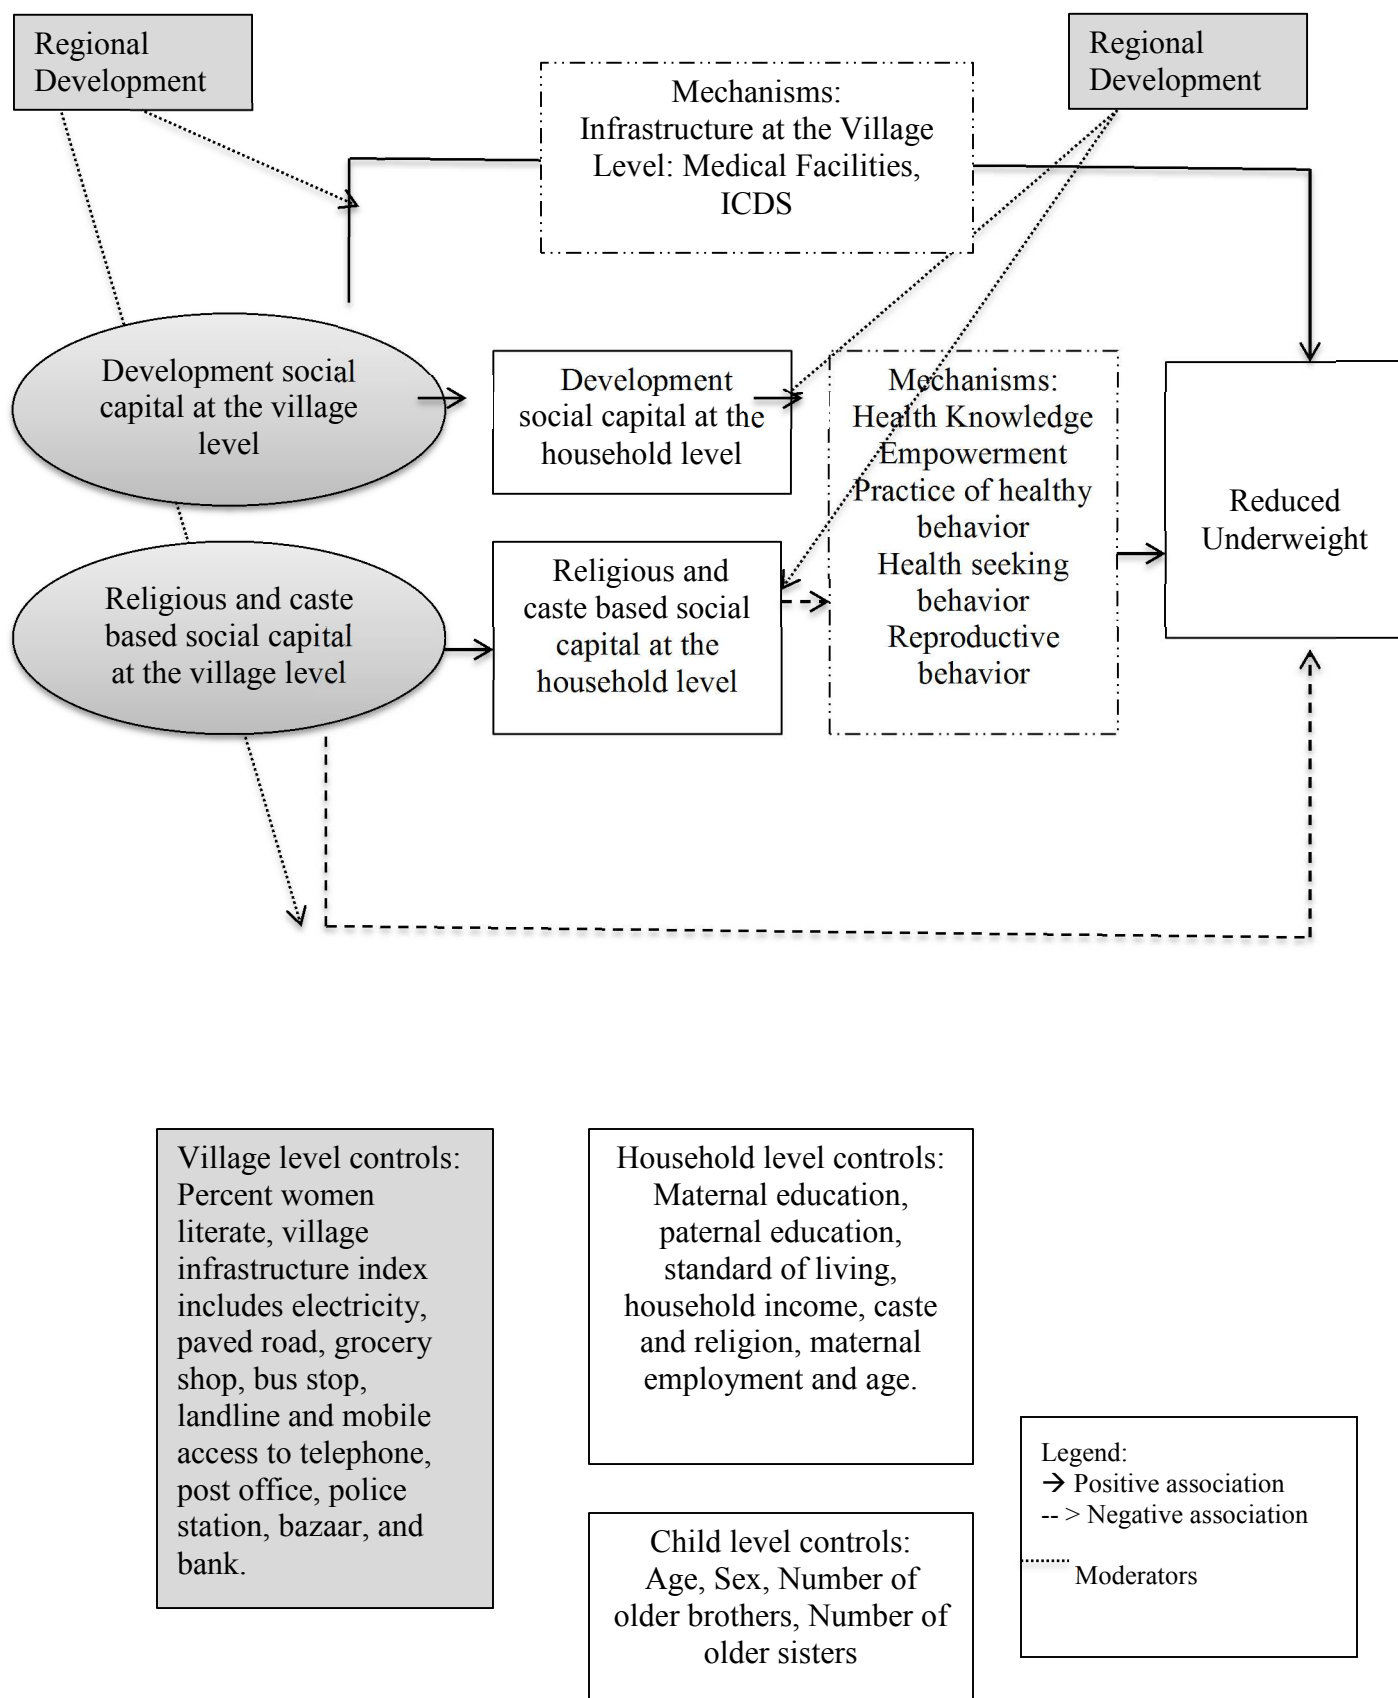 Regional
Development
Regional
Development
Mechanisms:
Infrastructure at the Village
Level: Medical Facilities,
ICDS
Development social
capital at the village
level
Development
social capital at the
household level
Mechanisms:
Health Knowledge
Empowerment
Practice of healthy
behavior
Health seeking
behavior
Reproductive
behavior
Reduced
Underweight
Religious and caste
based social capital
at the village level
Religious and
caste based social
capital at the
household level
Village level controls:
Percent women
literate, village
infrastructure index
includes electricity,
paved road, grocery
shop, bus stop,
landline and mobile
access to telephone,
post office, police
station, bazaar, and
bank.
Household level controls:
Maternal education,
paternal education,
standard of living,
household income, caste
and religion, maternal
employment and age.
Child level controls:
Age, Sex, Number of
older brothers, Number of
older sisters
Legend:
→ Positive association
-- > Negative association
Moderators